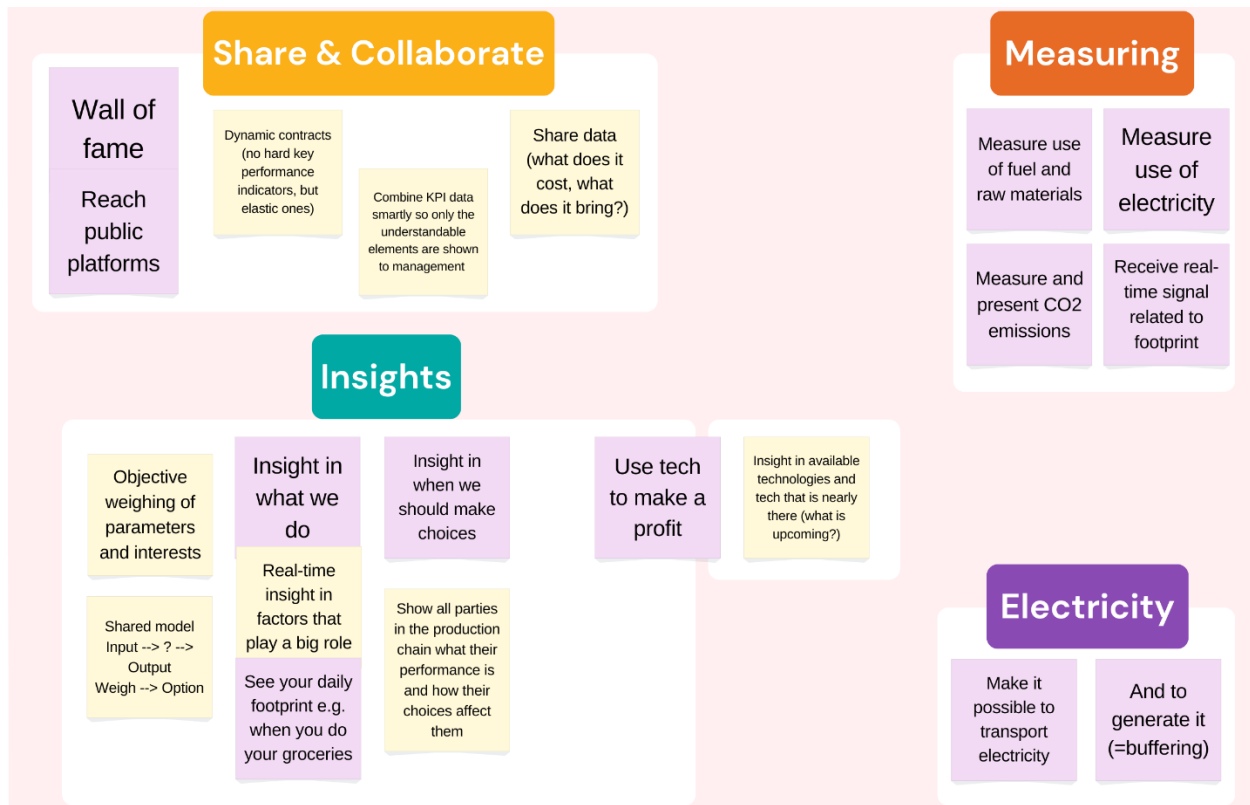 Share & Collaborate
Wall of
fame
Reach
public
platforms
Dynamic contracts
(no hard key
performance
indicators, but
elastic ones)
Combine KPI data
smartly so only the
understandable
elements are shown
to management
Share data
(what does it
cost, what
does it bring?)
Measuring
Measure use
of fuel and
raw materials
Measure
use of
electricity
Measure and
present CO2
emissions
Receive real-
time signal
related to
footprint
Insights
Objective
weighing of
parameters
and interests
Shared model
Input --> ? -->
Output
Weigh --> Option
Insight in
what we
do
Real-time
insight in
factors that
play a big role
See your daily
footprint e.g.
when you do
your groceries
Insight in
when we
should make
choices
Show all parties
in the production
chain what their
performance is
and how their
choices affect
them
Use tech
to make a
profit
Insight in available
technologies and
tech that is nearly
there (what is
upcoming?)
Electricity
Make it
possible to
transport
electricity
And to
generate it
(=buffering)